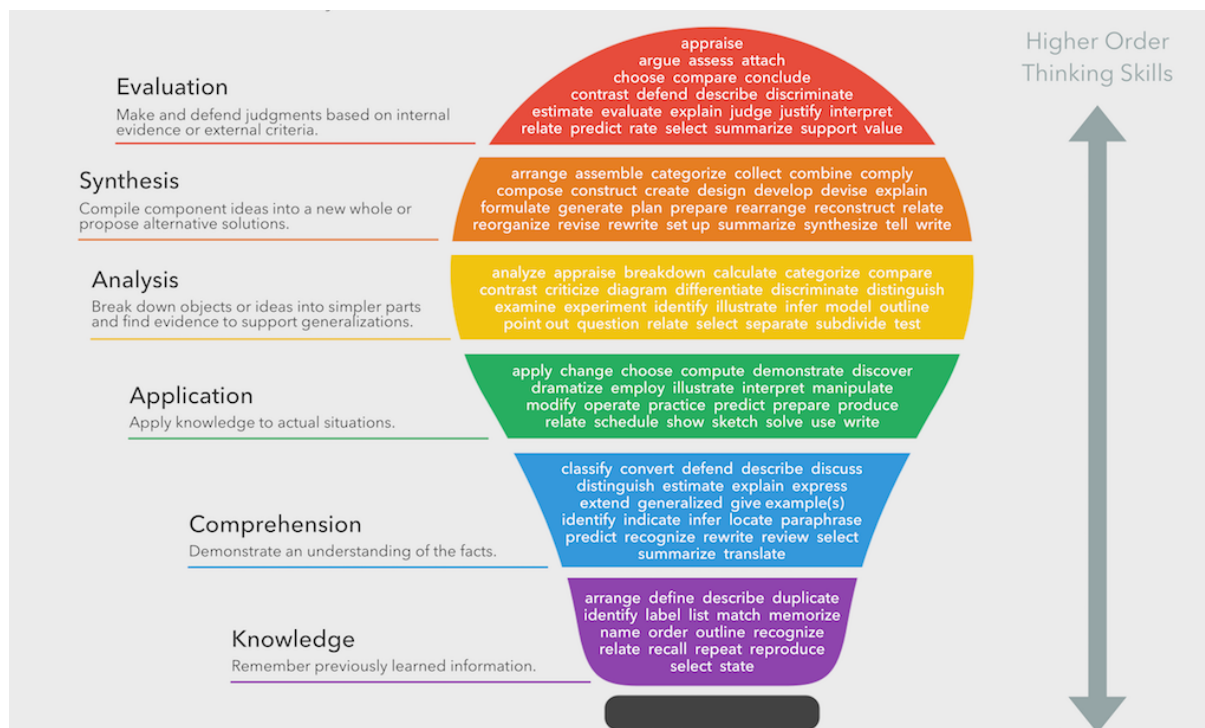 Higher Order
Thinking Skills
Evaluation
Make and defend judgments based on internal
evidence or external criteria.
appraise
argue assess attach
choose compare conclude
contrast defend describe discriminate
estimate evaluate explain judge justify interpret
relate predict rate select summarize support value
Synthesis
Compile component ideas into a new whole or
propose alternative solutions.
arrange assemble categorize collect combine comply
compose construct create design develop devise explain
formulate generate plan prepare rearrange reconstruct relate
reorganize revise rewrite set up summarize synthesize tell write
Analysis
Break down objects or ideas into simpler parts
and find evidence to support generalizations.
analyze appraise breakdown calculate categorize compare
contrast criticize diagram differentiate discriminate distinguish
examine experiment identify illustrate infer model outline
point out question relate select separate subdivide test
Application
Apply knowledge to actual situations.
apply change choose compute demonstrate discover
dramatize employ illustrate interpret manipulate
modify operate practice predict prepare produce
relate schedule show sketch solve use write
Comprehension
Demonstrate an understanding of the facts.
classify convert defend describe discuss
distinguish estimate explain express
extend generalized give example(s)
identify indicate infer locate paraphrase
predict recognize rewrite review select
summarize translate
Knowledge
Remember previously learned information.
arrange define describe duplicate
identify label list match memorize
name order outline recognize
relate recall repeat reproduce
select state